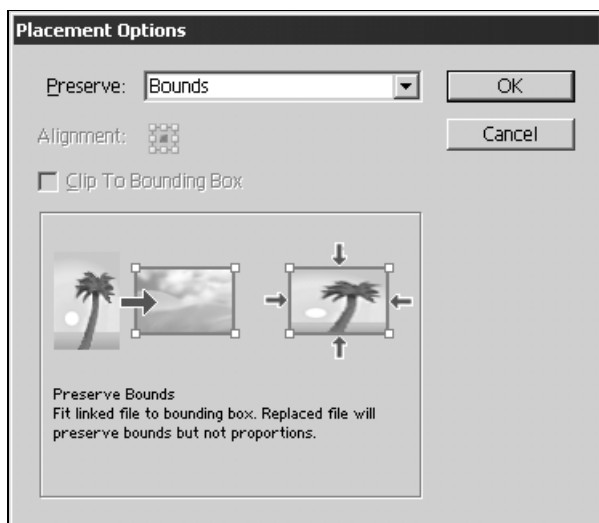 Placement Options
Preserve: Bounds OK
Alignment: Cancel
Clip To Bounding Box
Preserve Bounds
Fit linked file to bounding box. Replaced file will
preserve bounds but not proportions.